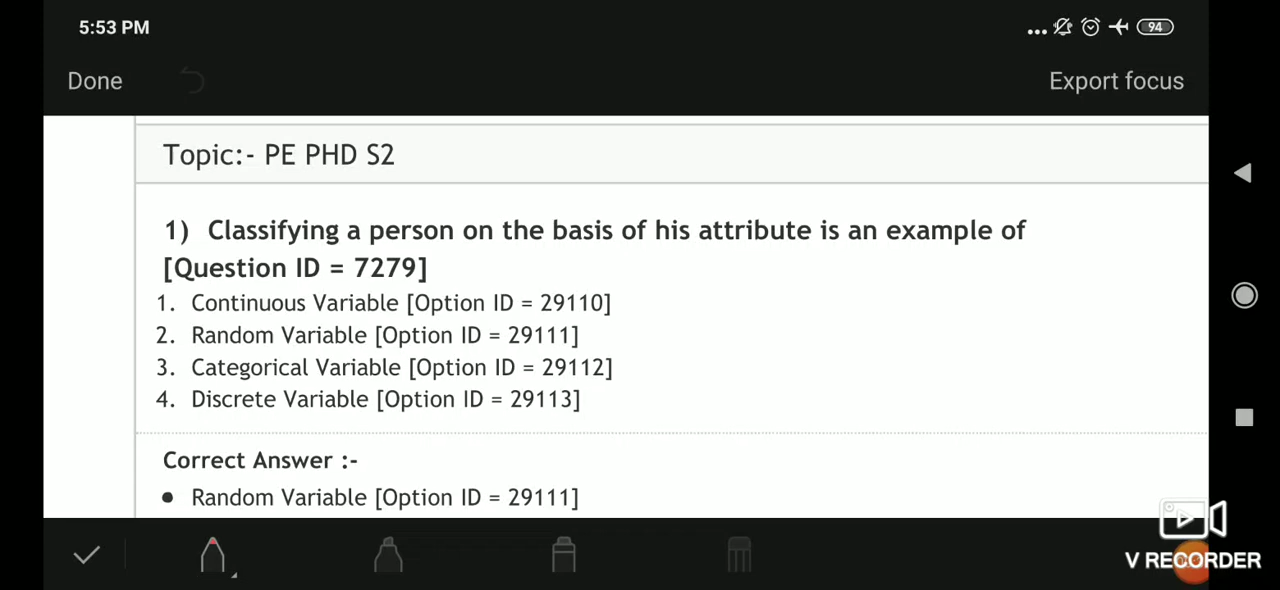 5:53 PM
94
Done
Export focus
Topic:- PE PHD S2
1) Classifying a person on the basis of his attribute is an example of
[Question ID = 7279]
1. Continuous Variable [Option ID = 29110]
2. Random Variable [Option ID = 29111]
3. Categorical Variable [Option ID = 29112]
4. Discrete Variable [Option ID = 29113]
Correct Answer :-
• Random Variable [Option ID = 29111]
V RECORDER